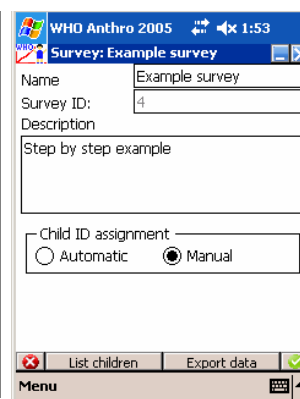 WHO Anthro 2005 1:53
WHO Survey: Example survey
Name Example survey
Survey ID: 4
Description
Step by step example
Child ID assignment
Automatic Manual
List children Export data
Menu